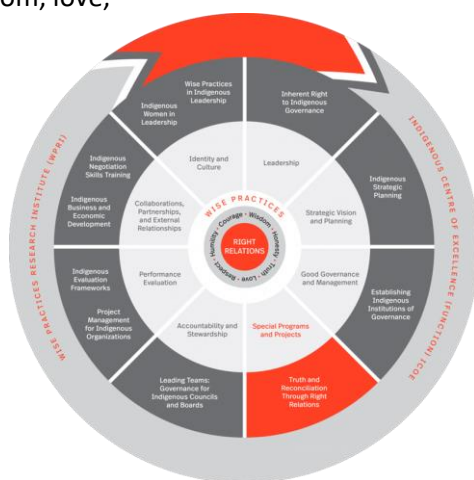 om, love,
Wise Practices
in Indigenous
Leadership
Indigenous
Women in
Leadership
Inherent Right
to Indigenous
Governance
Indigenous
Negotiation
Skills Training
Indigenous
Business and
Economic
Development
Indigenous
Strategic
Planning
Indigenous
Evaluation
Frameworks
Project
Management
for Indigenous
Organizations
Establishing
Indigenous
Institutions of
Governance
Leading Teams:
Governance for
Indigenous Councils
and Boards
Truth and
Reconciliation
Through Right
Relations
Identity and
Culture
Leadership
Collaborations,
Partnerships,
and External
Relationships
Strategic Vision
and Planning
Performance
Evaluation
Good Governance
and Management
Accountability and
Stewardship
Special Programs
and Projects
WISE PRACTICES
Respect • Humility • Courage • Wisdom • Honesty • Truth • Love •
RIGHT
RELATIONS
WISE PRACTICES RESEARCH INSTITUTE (WPRI)
INDIGENOUS CENTRE OF EXCELLENCE (FUNCTION) ICOE